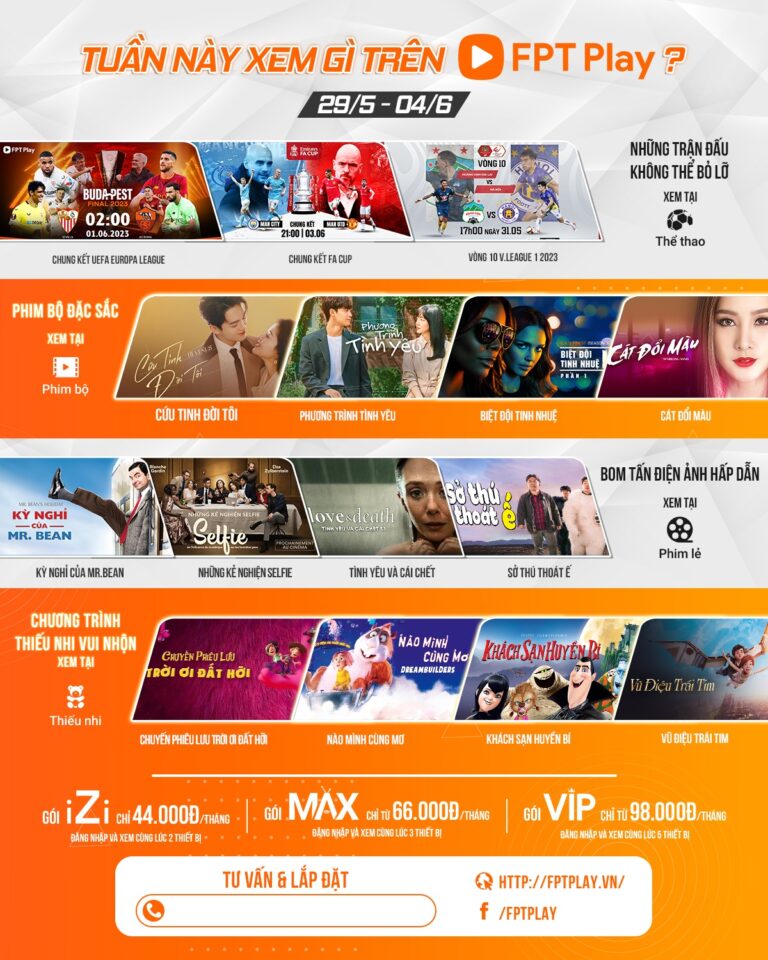 TUẦN NÀY XEM GÌ TRÊN FPT Play ?
29/5 - 04/6
FPT Play
BUDAPEST
FINAL 2023
02:00
01.06.2023
CHUNG KẾT UEFA EUROPA LEAGUE
Emirates
FA CUP
MAN CITY
CHUNG KẾT
MAN UTD
21:00 | 03.06
CHUNG KẾT FA CUP
VÒNG 10
VS
VS
17h00 NGÀY 31.05
VÒNG 10 V.LEAGUE 1 2023
NHỮNG TRẬN ĐẤU
KHÔNG THỂ BỎ LỠ
XEM TẠI
Thể thao
PHIM BỘ ĐẶC SẮC
XEM TẠI
Phim bộ
Cứu Tinh
Đời Tôi
CỨU TINH ĐỜI TÔI
Phương
Trình
Tình Yêu
PHƯƠNG TRÌNH TÌNH YÊU
BIỆT ĐỘI
TINH NHUỆ
PHẦN 1
BIỆT ĐỘI TINH NHUỆ
CÁT ĐỔI MÀU
CÁT ĐỔI MÀU
MR. BEAN'S HOLIDAY
KỲ NGHỈ
CỦA
MR. BEAN
KỲ NGHỈ CỦA MR.BEAN
Blanche
Gardin
Elsa
Zylberstein
NHỮNG KẺ NGHIỆN SELFIE
Selfie
PROCHAINEMENT
AU CINÉMA
NHỮNG KẺ NGHIỆN SELFIE
love & death
TÌNH YÊU VÀ CÁI CHẾT
TÌNH YÊU VÀ CÁI CHẾT
Sở thú
thoát ế
SỞ THÚ THOÁT Ế
BOM TẤN ĐIỆN ẢNH HẤP DẪN
XEM TẠI
Phim lẻ
CHƯƠNG TRÌNH
THIẾU NHI VUI NHỘN
XEM TẠI
Thiếu nhi
CHUYẾN PHIÊU LƯU
TRỜI ƠI ĐẤT HỠI
CHUYẾN PHIÊU LƯU TRỜI ƠI ĐẤT HỠI
NÀO MÌNH
CÙNG MƠ
DREAMBUILDERS
NÀO MÌNH CÙNG MƠ
KHÁCH SẠN HUYỀN BÍ
KHÁCH SẠN HUYỀN BÍ
Vũ Điệu Trái Tim
VŨ ĐIỆU TRÁI TIM
GÓI iZi CHỈ 44.000Đ/THÁNG
ĐĂNG NHẬP VÀ XEM CÙNG LÚC 2 THIẾT BỊ
GÓI MAX CHỈ TỪ 66.000Đ/THÁNG
ĐĂNG NHẬP VÀ XEM CÙNG LÚC 3 THIẾT BỊ
GÓI VIP CHỈ TỪ 98.000Đ/THÁNG
ĐĂNG NHẬP VÀ XEM CÙNG LÚC 5 THIẾT BỊ
TƯ VẤN & LẮP ĐẶT
HTTP://FPTPLAY.VN/
/FPTPLAY